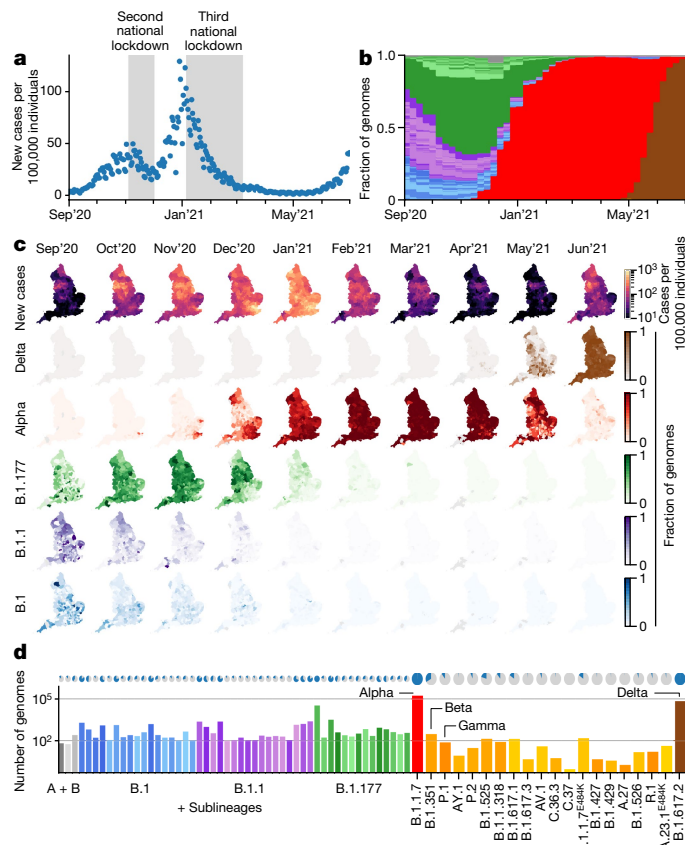 Second
national
lockdown
Third
national
lockdown
a
New cases per
100,000 individuals
100
50
0
Sep'20
Jan'21
May'21
b
Fraction of genomes
1.0
0.5
0
Sep'20
Jan'21
May'21
c
Sep'20 Oct'20 Nov'20 Dec'20 Jan'21 Feb'21 Mar'21 Apr'21 May'21 Jun'21
New cases
10³
10²
10¹
Cases per
100,000 individuals
Delta
1
0
Alpha
1
0
B.1.177
1
0
B.1.1
1
0
B.1
1
0
Fraction of genomes
d
Number of genomes
10⁵
10²
Alpha
Beta
Gamma
Delta
A + B
B.1
B.1.1
B.1.177
+ Sublineages
B.1.1.7
B.1.351
P.1
AY.1
P.2
B.1.525
B.1.1.318
B.1.617.1
B.1.617.3
AV.1
C.36.3
C.37
.1.1.7E484K
B.1.427
B.1.429
A.27
B.1.526
R.1
A.23.1E484K
B.1.617.2